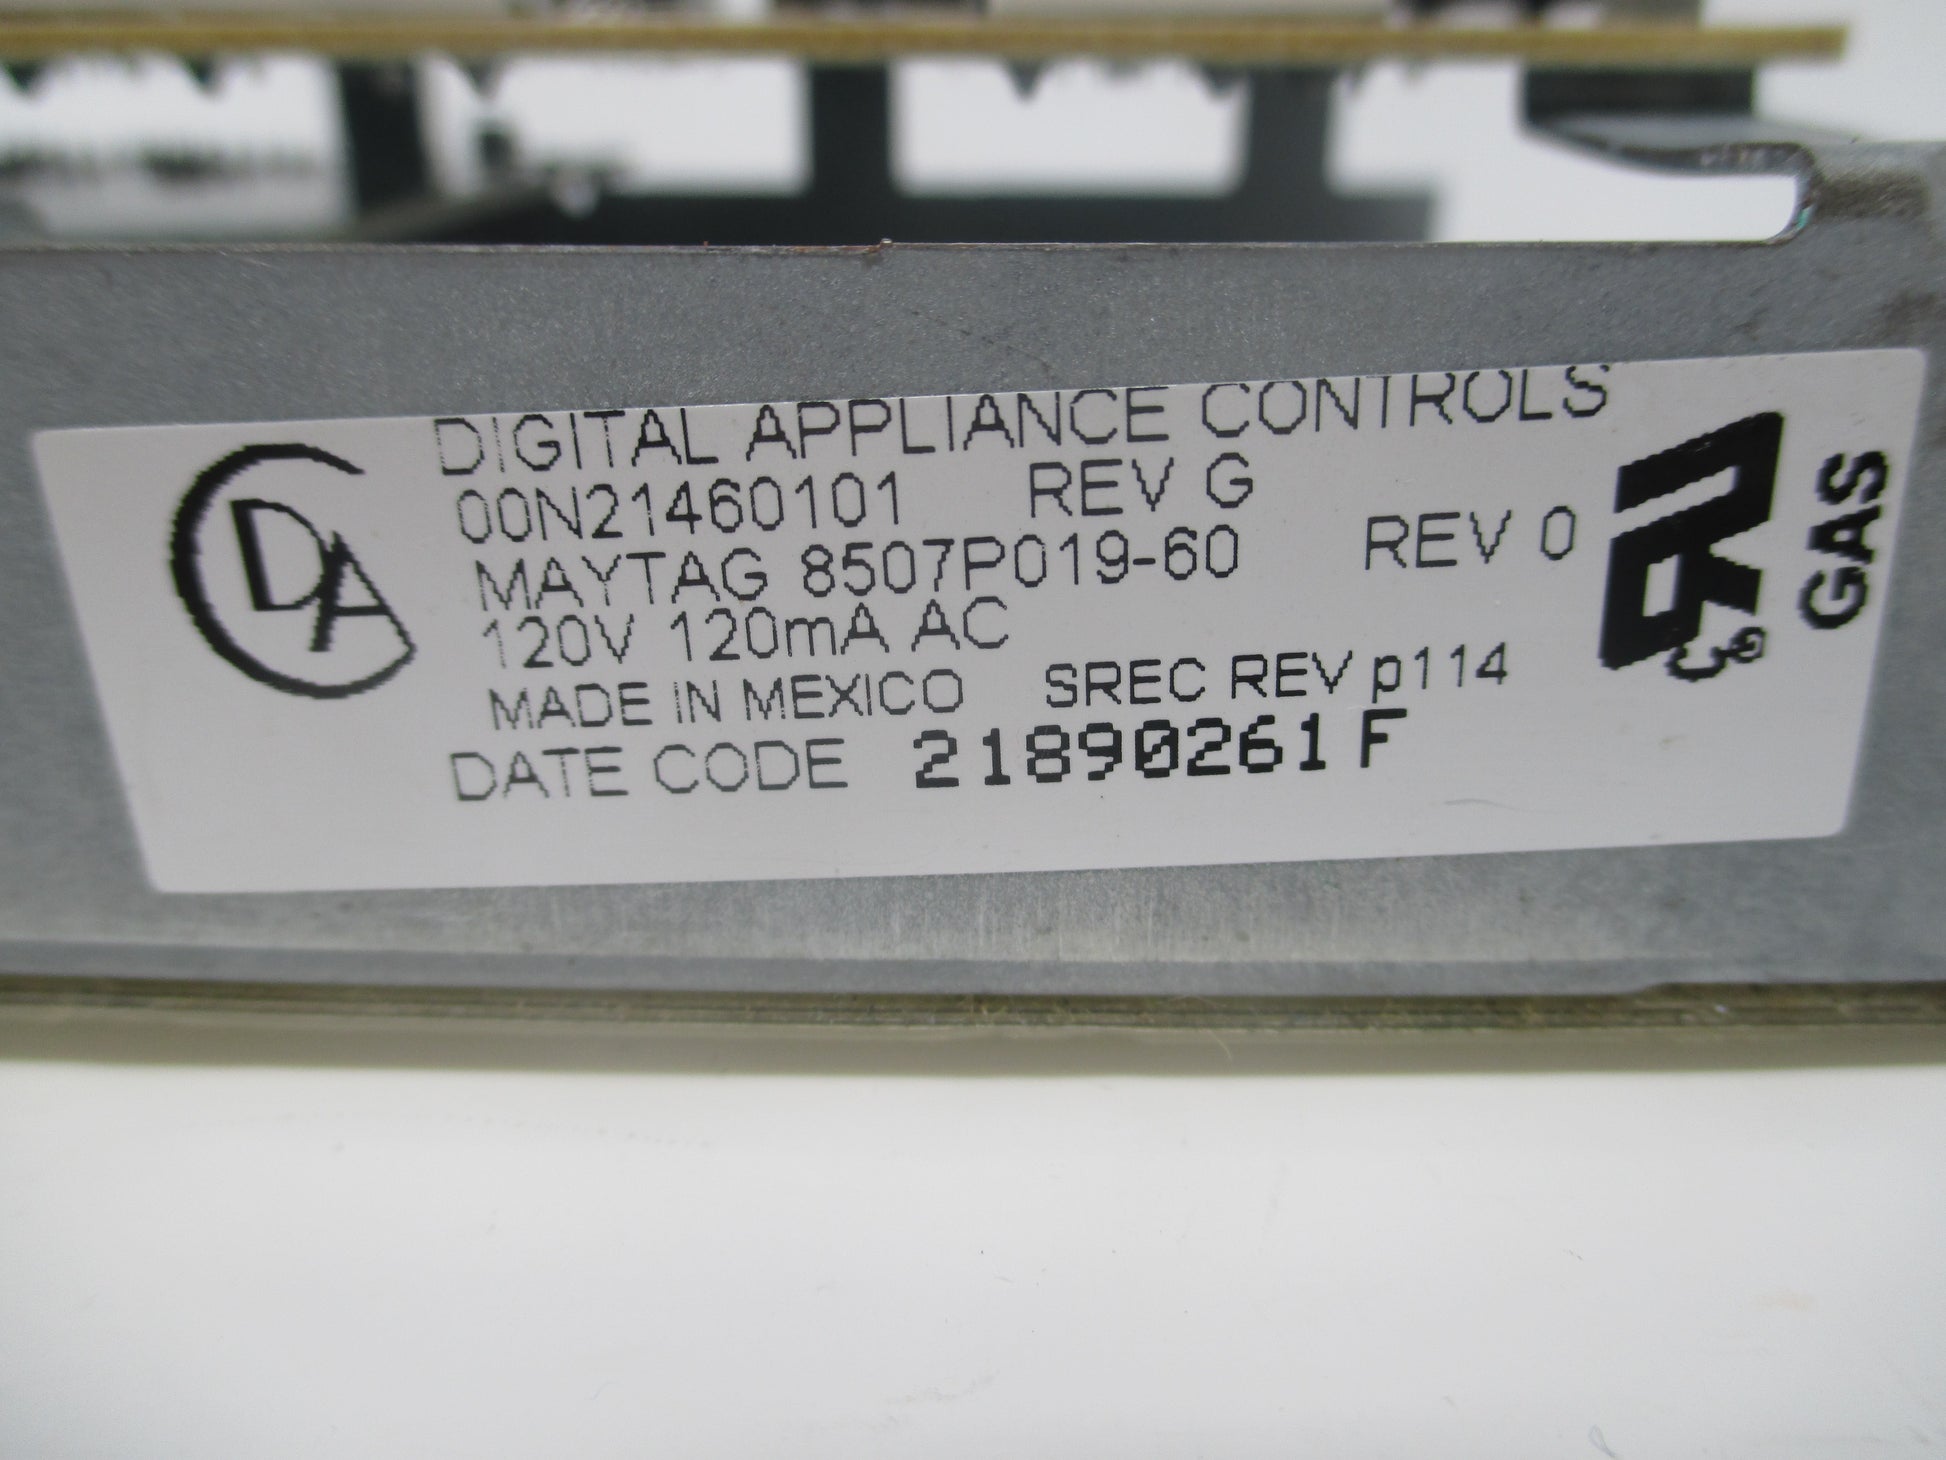 DIGITAL APPLIANCE CONTROLS
00N21460101 REV G
MAYTAG 8507P019-60 REV 0
120V 120mA AC
MADE IN MEXICO SREC REV p114
DATE CODE 21890261F
DA
GAS